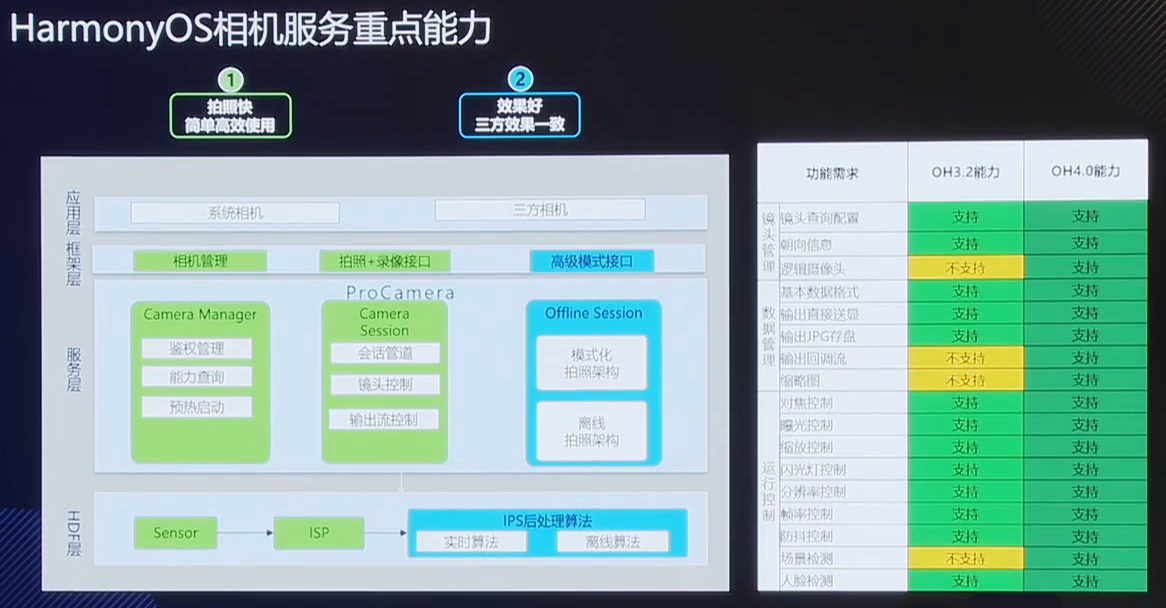 HarmonyOS相机服务重点能力
1
拍照快
简单高效使用
2
效果好
三方效果一致
应用层
系统相机
三方相机
框架层
相机管理
拍照+录像接口
高级模式接口
服务层
ProCamera
Camera Manager
鉴权管理
能力查询
预热启动
Camera
Session
会话管道
镜头控制
输出流控制
Offline Session
模式化
拍照架构
离线
拍照架构
HDF层
Sensor
ISP
IPS后处理算法
实时算法
离线算法
功能需求 OH3.2能力 OH4.0能力
镜头管理
镜头查询配置 支持 支持
朝向信息 支持 支持
逻辑摄像头 不支持 支持
数据管理
基本数据格式 支持 支持
输出直接送显 支持 支持
输出JPG存盘 支持 支持
输出回调流 不支持 支持
缩略图 不支持 支持
运行控制
对焦控制 支持 支持
曝光控制 支持 支持
缩放控制 支持 支持
闪光灯控制 支持 支持
分辨率控制 支持 支持
帧率控制 支持 支持
防抖控制 支持 支持
场景检测 不支持 支持
人脸检测 支持 支持